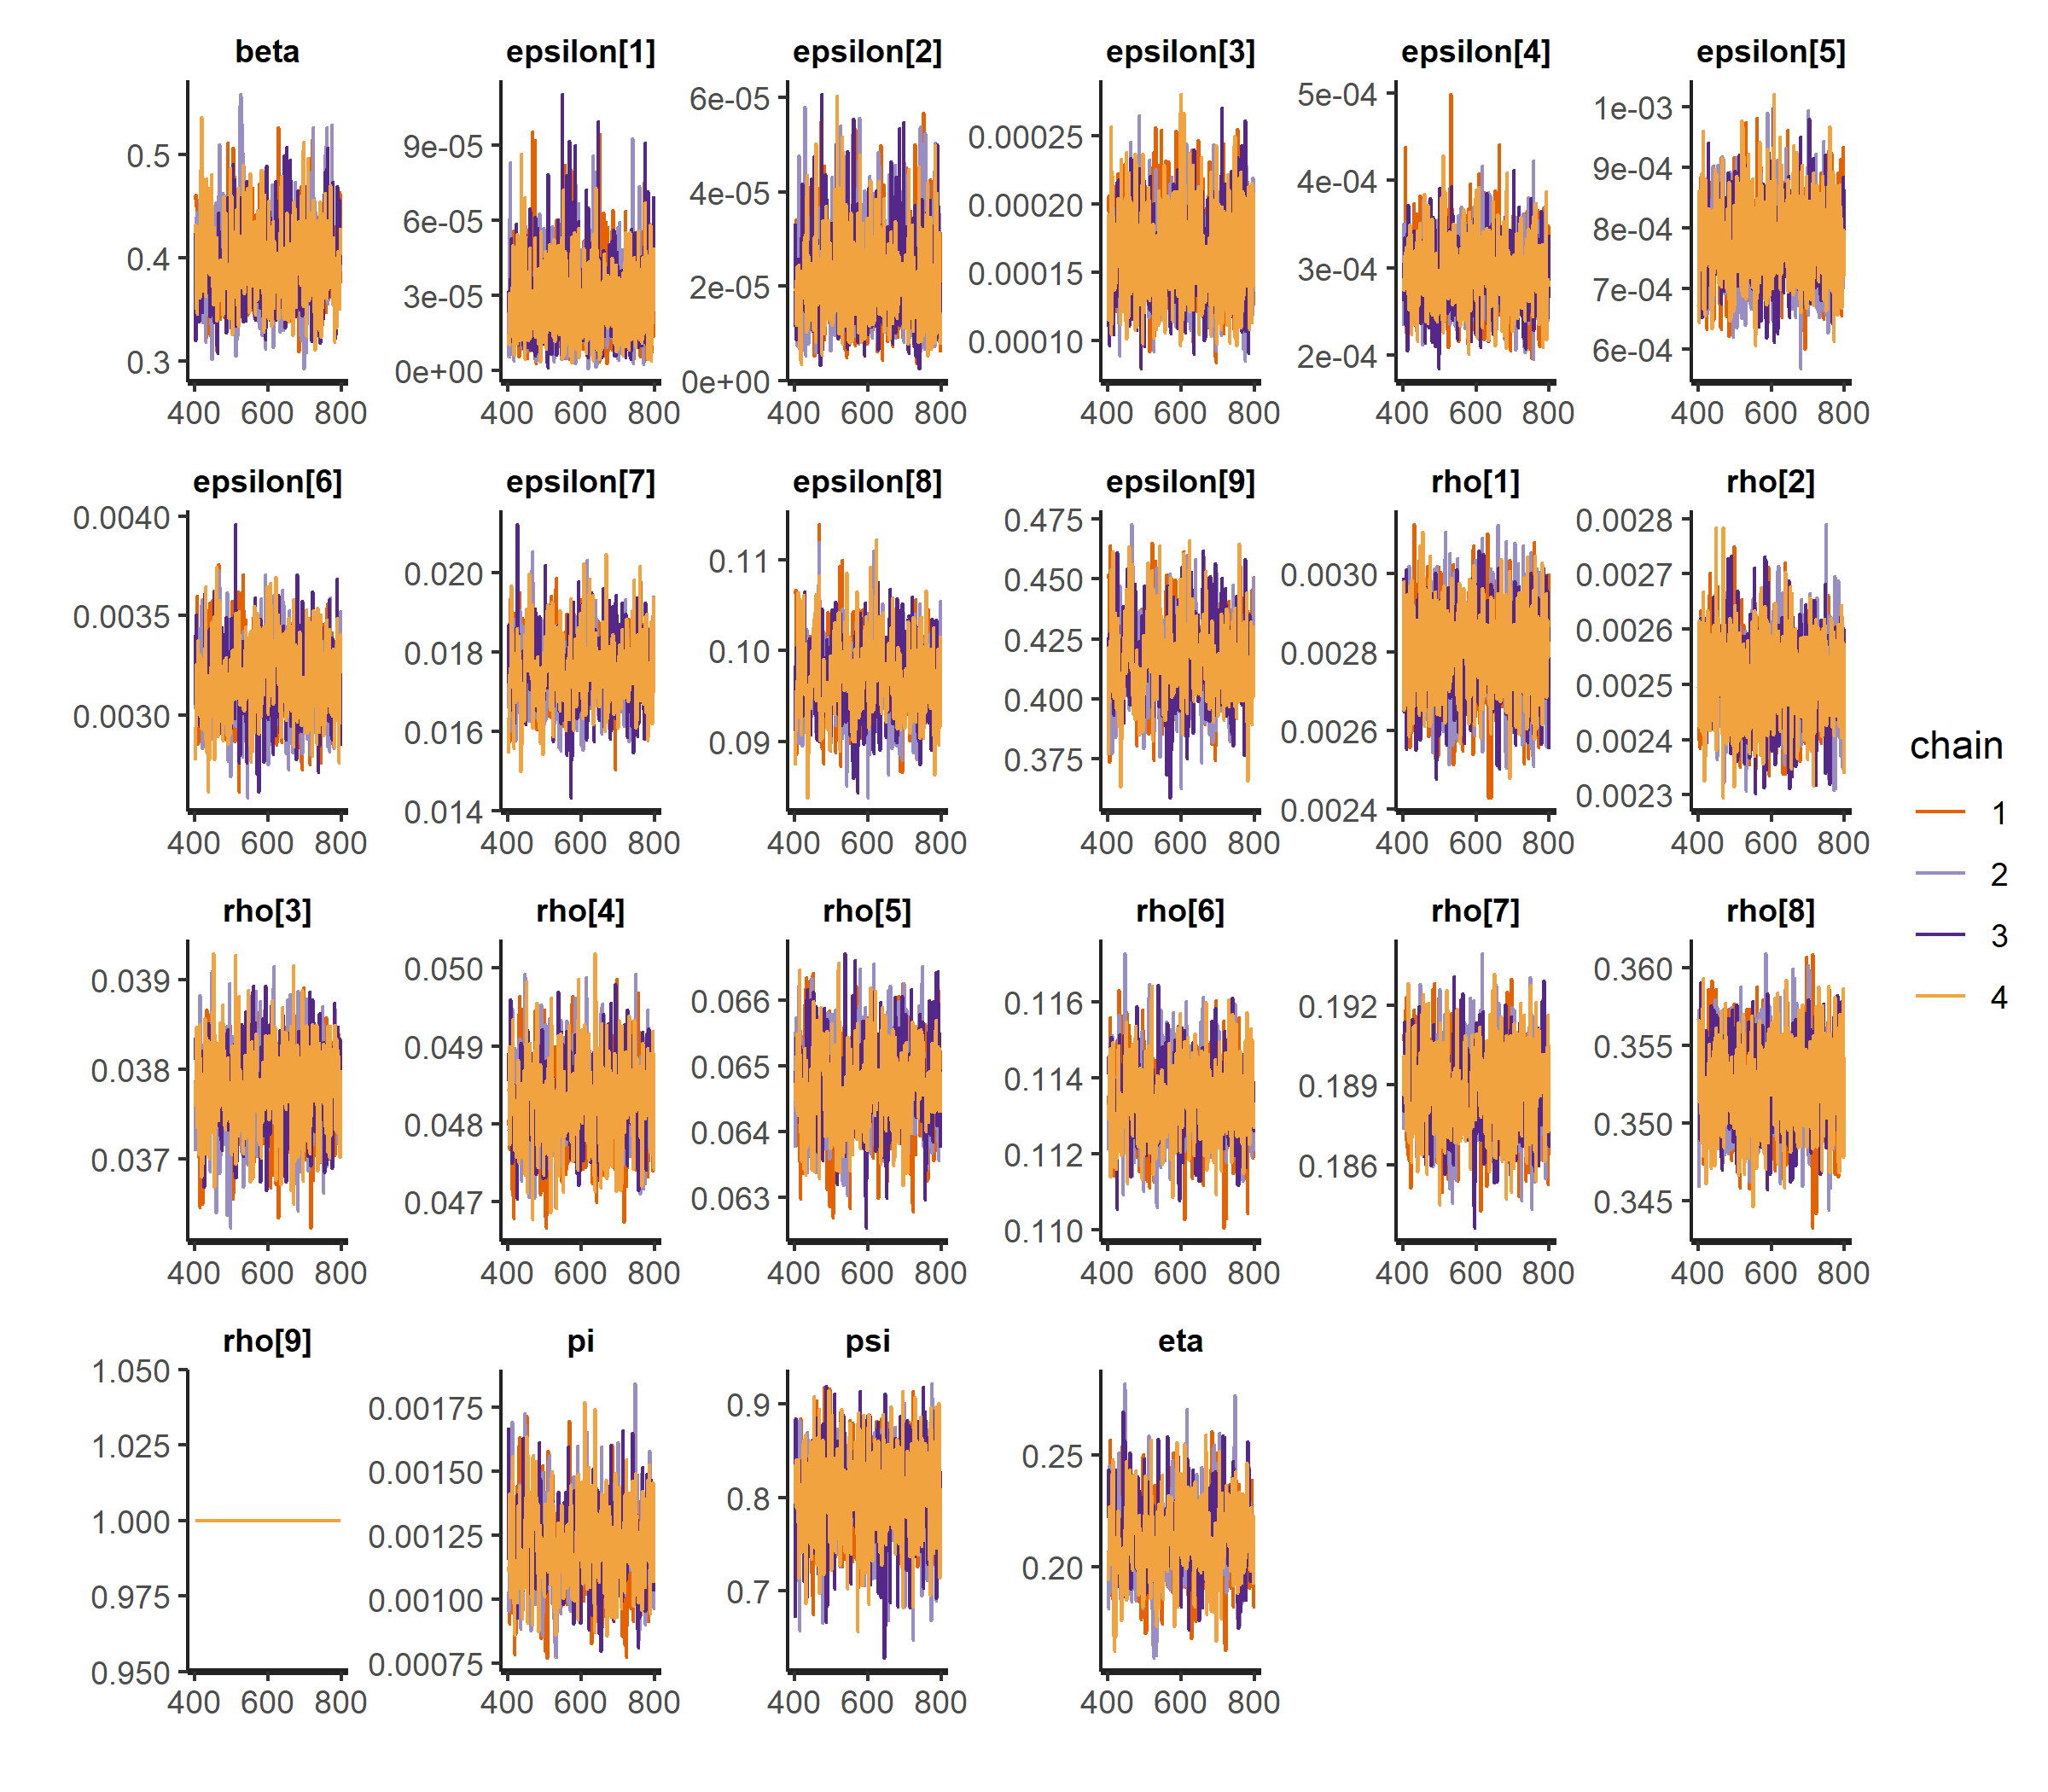 beta epsilon[1] epsilon[2] epsilon[3] epsilon[4] epsilon[5]
0.5 0.4 0.3
9e-05 6e-05 3e-05 0e+00
6e-05 4e-05 2e-05 0e+00
0.00025 0.00020 0.00015 0.00010
5e-04 4e-04 3e-04 2e-04
1e-03 9e-04 8e-04 7e-04 6e-04
400 600 800 400 600 800 400 600 800 400 600 800 400 600 800 400 600 800
epsilon[6] epsilon[7] epsilon[8] epsilon[9] rho[1] rho[2]
0.0040 0.0035 0.0030
0.020 0.018 0.016 0.014
0.11 0.10 0.09
0.475 0.450 0.425 0.400 0.375
0.0030 0.0028 0.0026 0.0024
0.0028 0.0027 0.0026 0.0025 0.0024 0.0023
400 600 800 400 600 800 400 600 800 400 600 800 400 600 800 400 600 800
rho[3] rho[4] rho[5] rho[6] rho[7] rho[8]
0.039 0.038 0.037
0.050 0.049 0.048 0.047
0.066 0.065 0.064 0.063
0.116 0.114 0.112 0.110
0.192 0.189 0.186
0.360 0.355 0.350 0.345
400 600 800 400 600 800 400 600 800 400 600 800 400 600 800 400 600 800
rho[9] pi psi eta
1.050 1.025 1.000 0.975 0.950
0.00175 0.00150 0.00125 0.00100 0.00075
0.9 0.8 0.7
0.25 0.20
400 600 800 400 600 800 400 600 800 400 600 800
chain
1
2
3
4